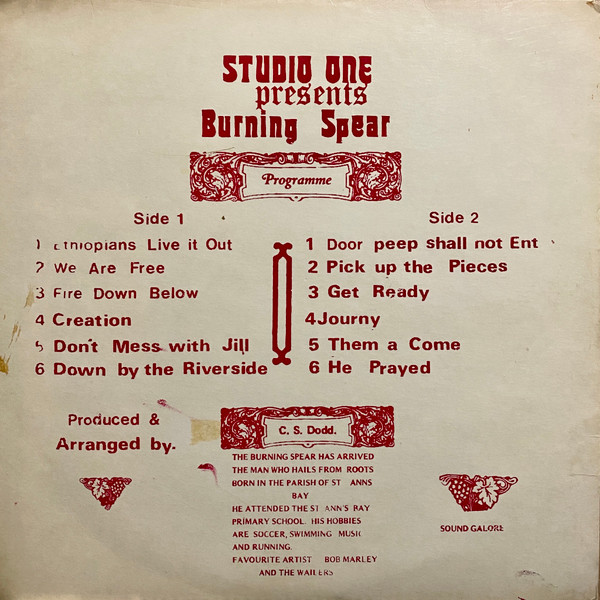 STUDIO ONE
presents
Burning Spear
Programme
Side 1
1 Ethiopians Live it Out
2 We Are Free
3 Fire Down Below
4 Creation
5 Don't Mess with Jill
6 Down by the Riverside
Side 2
1 Door peep shall not Ent
2 Pick up the Pieces
3 Get Ready
4 Journy
5 Them a Come
6 He Prayed
Produced &
Arranged by.
C. S. Dodd.
THE BURNING SPEAR HAS ARRIVED
THE MAN WHO HAILS FROM ROOTS
BORN IN THE PARISH OF ST ANNS
BAY
HE ATTENDED THE ST ANN'S BAY
PRIMARY SCHOOL. HIS HOBBIES
ARE SOCCER, SWIMMING MUSIC
AND RUNNING.
FAVOURITE ARTIST BOB MARLEY
AND THE WAILERS
SOUND GALORE